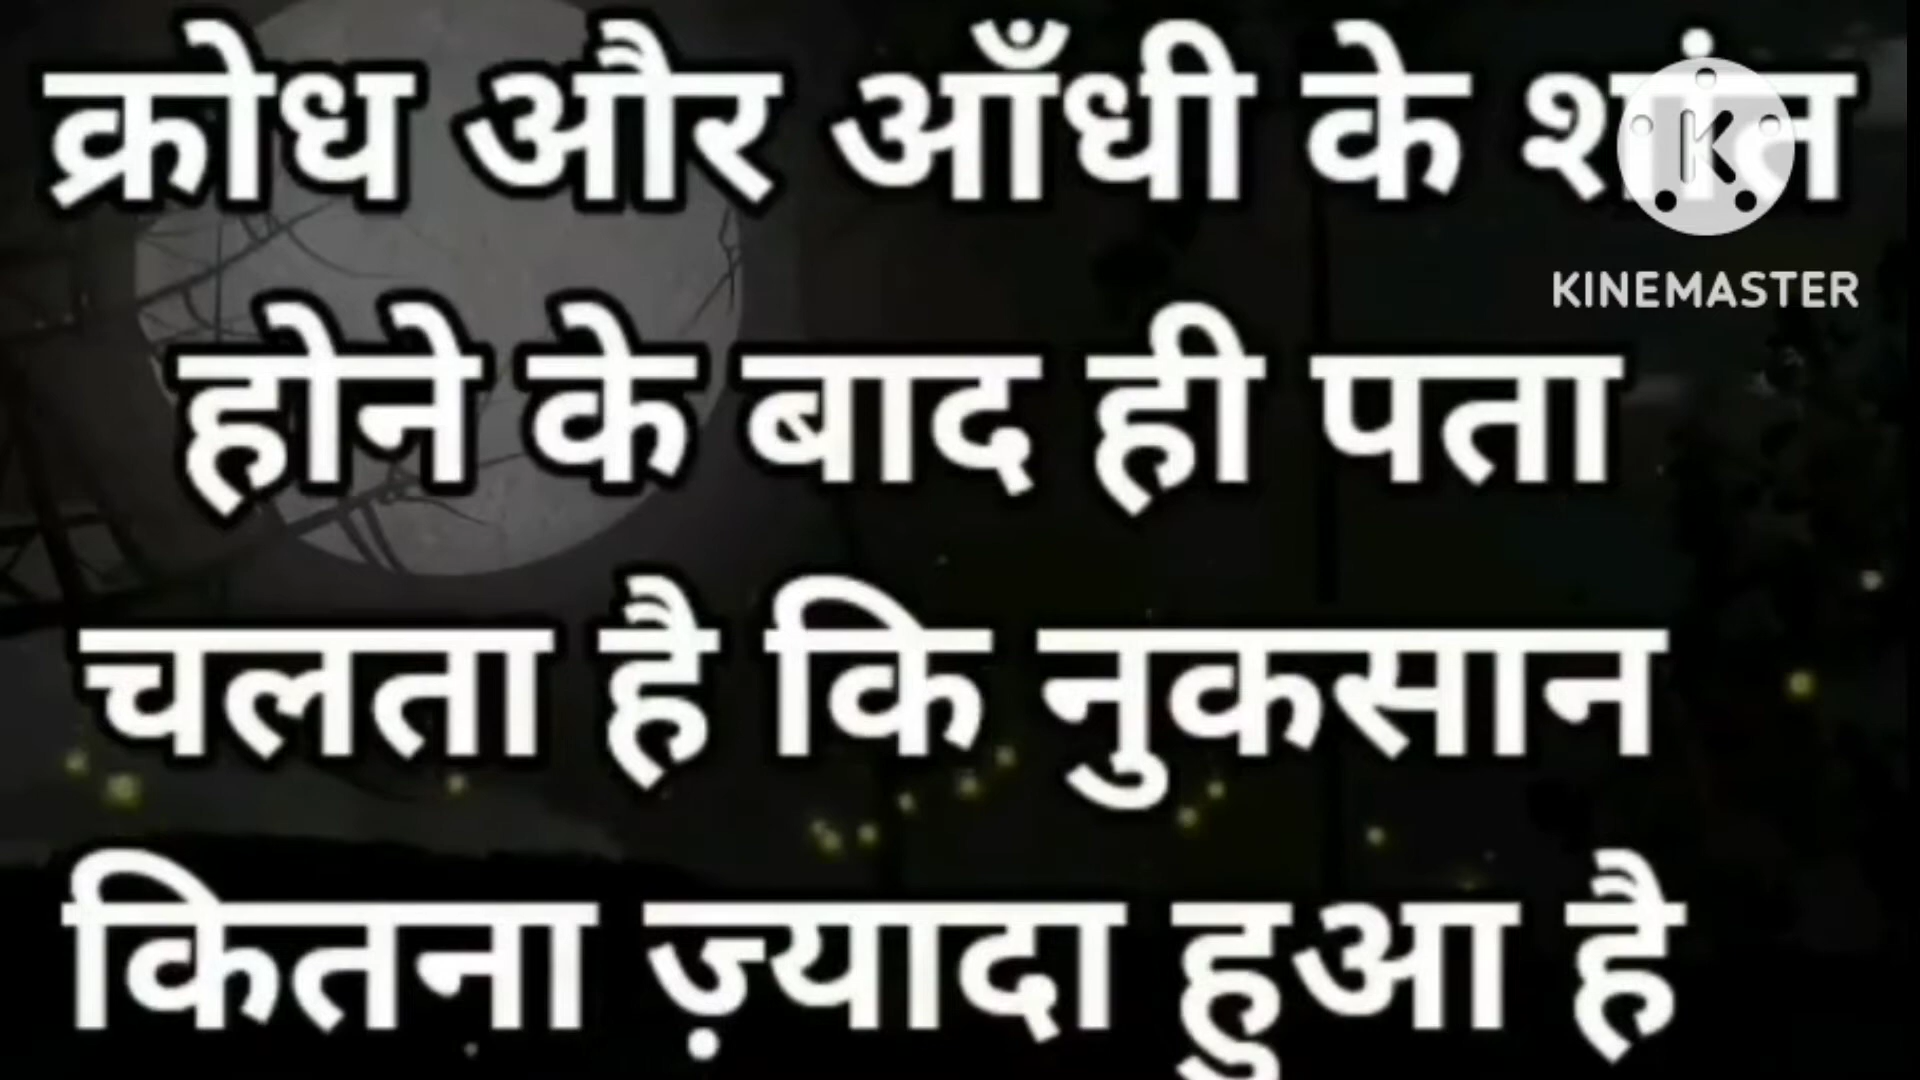 क्रोध और आँधी के शांत
होने के बाद ही पता
चलता है कि नुकसान
कितना ज़्यादा हुआ है
KINEMASTER